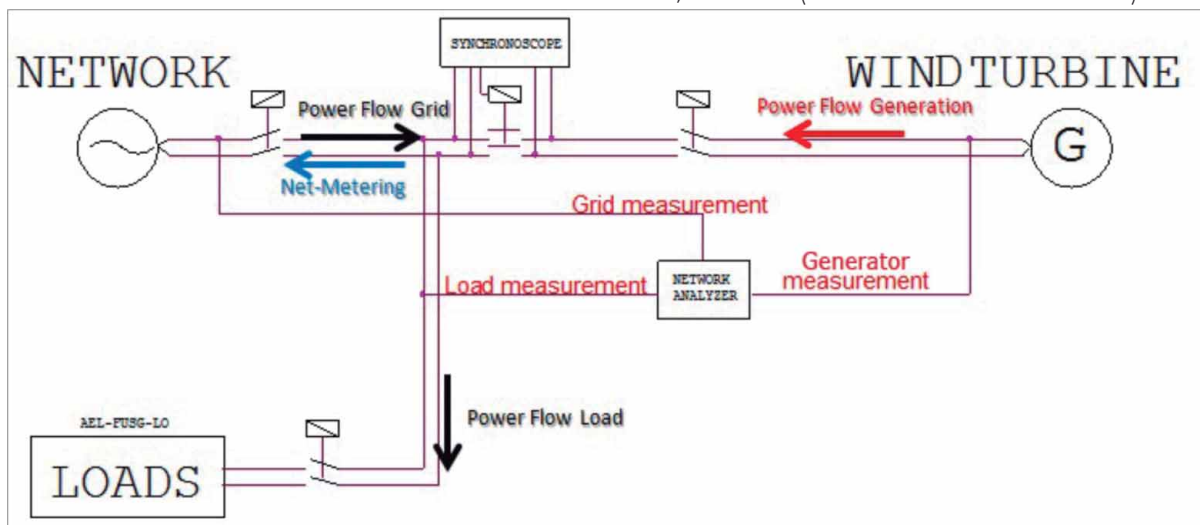 SYNCHRONOSCOPE
NETWORK
WINDTURBINE
Power Flow Grid
Power Flow Generation
G
Net-Metering
Grid measurement
Load measurement
NETWORK
ANALYZER
Generator
measurement
Power Flow Load
AEL-FUSG-LO
LOADS